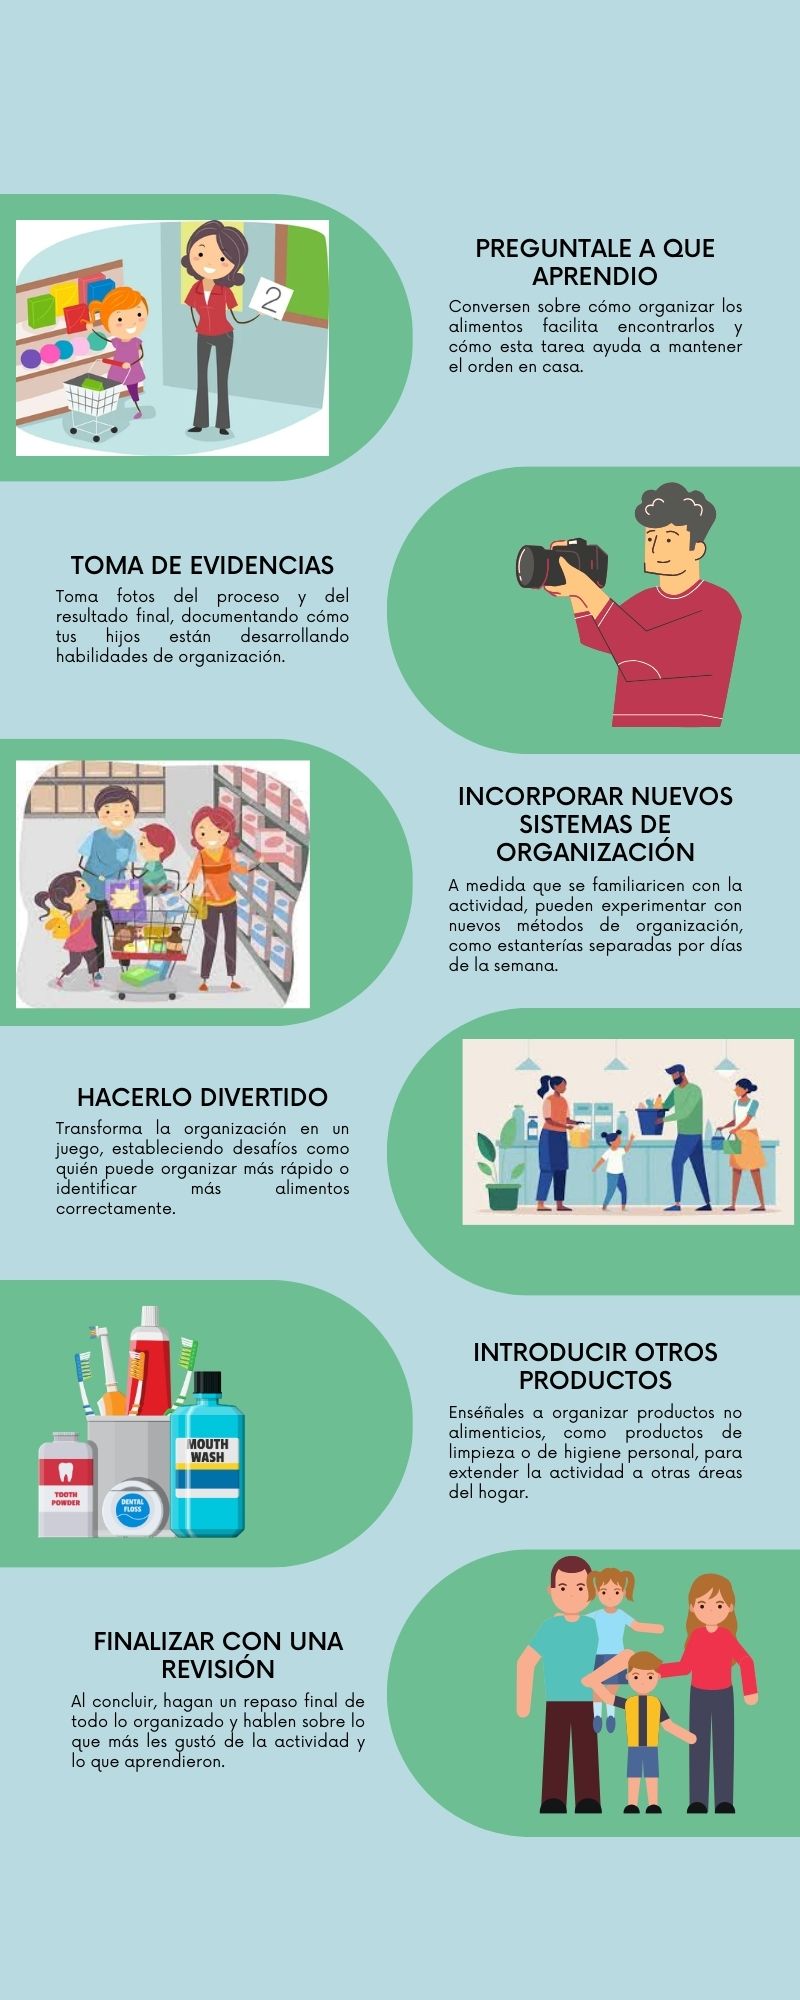 PREGUNTALE A QUE
APRENDIO
Conversen sobre cómo organizar los
alimentos facilita encontrarlos y
cómo esta tarea ayuda a mantener
el orden en casa.
2
TOMA DE EVIDENCIAS
Toma fotos del proceso y del
resultado final, documentando cómo
tus hijos están desarrollando
habilidades de organización.
INCORPORAR NUEVOS
SISTEMAS DE
ORGANIZACIÓN
A medida que se familiaricen con la
actividad, pueden experimentar con
nuevos métodos de organización,
como estanterías separadas por días
de la semana.
HACERLO DIVERTIDO
Transforma la organización en un
juego, estableciendo desafíos como
quién puede organizar más rápido o
identificar más alimentos
correctamente.
MOUTH
WASH
TOOTH
POWDER
DENTAL
FLOSS
INTRODUCIR OTROS
PRODUCTOS
Enséñales a organizar productos no
alimenticios, como productos de
limpieza o de higiene personal, para
extender la actividad a otras áreas
del hogar.
FINALIZAR CON UNA
REVISIÓN
Al concluir, hagan un repaso final de
todo lo organizado y hablen sobre lo
que más les gustó de la actividad y
lo que aprendieron.